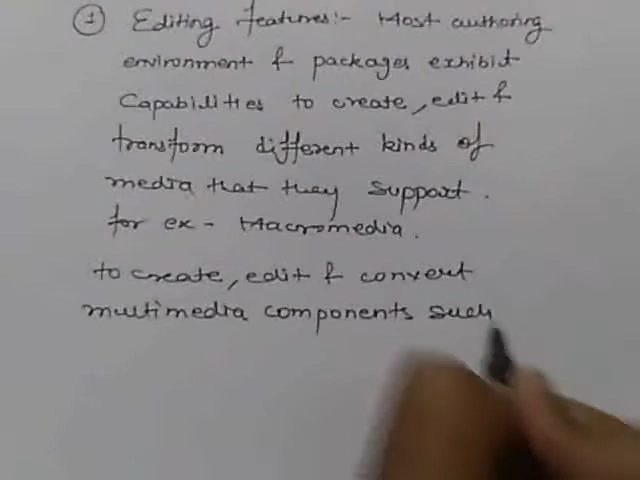 ① Editing features:- Most authoring
environment & packages exhibit
Capabilities to create, edit &
transform different kinds of
media that they support.
for ex - Macromedia.
to create, edit & convert
multimedia components such